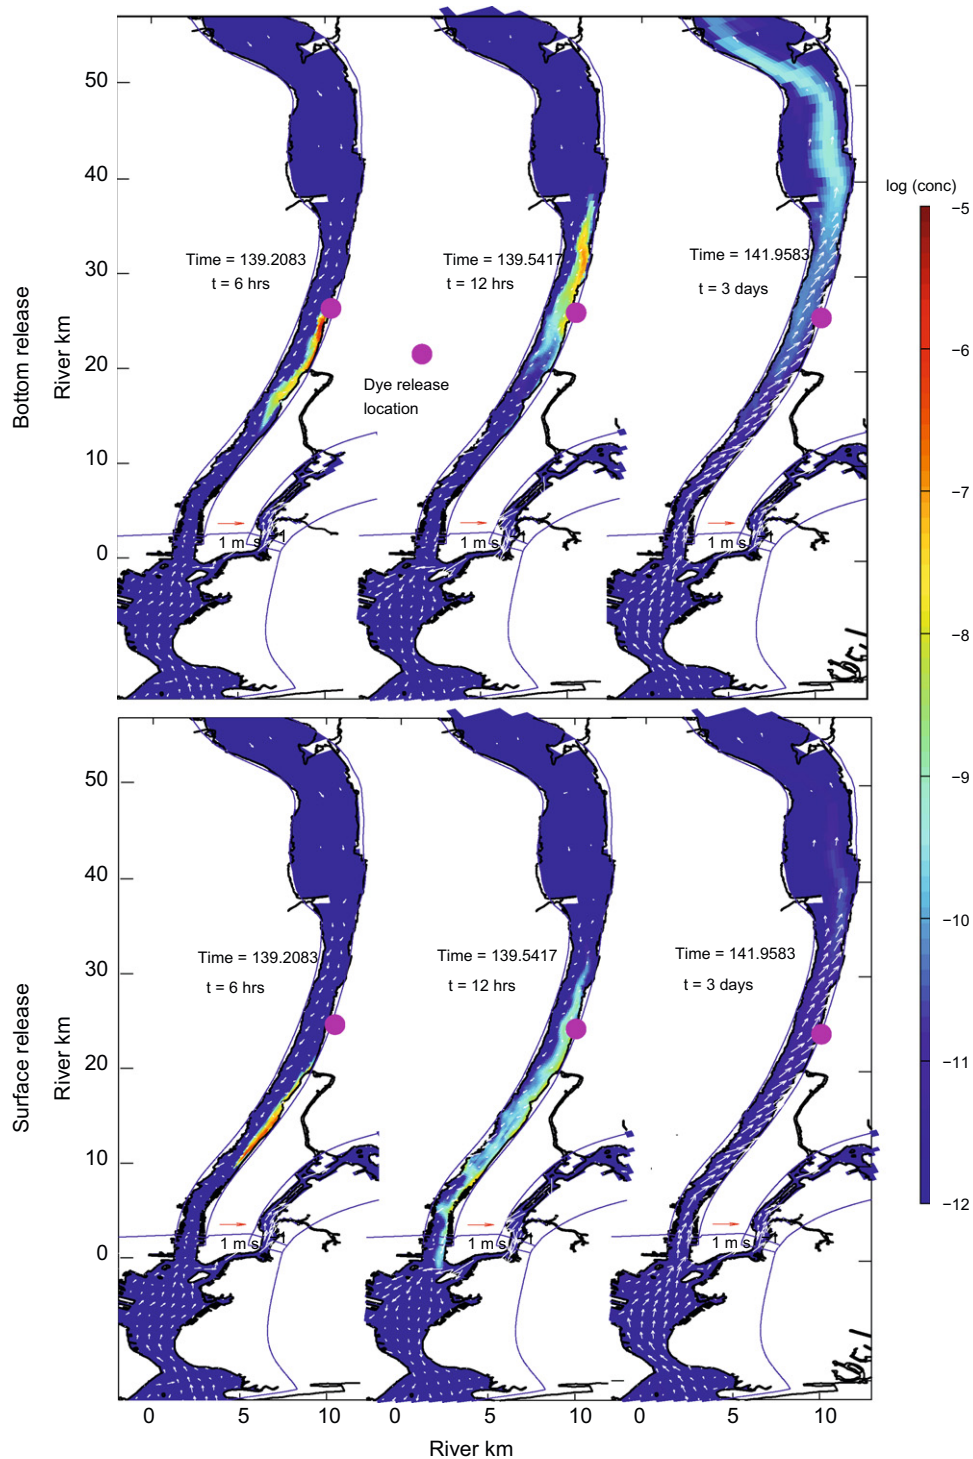 50
40
30
20
10
0
Bottom release
River km
Time = 139.2083
t = 6 hrs
Time = 139.5417
t = 12 hrs
Time = 141.9583
t = 3 days
Dye release
location
1 m s
1 m s
1 m s
log (conc)
−5
−6
−7
−8
−9
−10
−11
−12
50
40
30
20
10
0
Surface release
River km
Time = 139.2083
t = 6 hrs
Time = 139.5417
t = 12 hrs
Time = 141.9583
t = 3 days
1 m s
1 m s
1 m s
0 5 10 0 5 10 5 10
River km